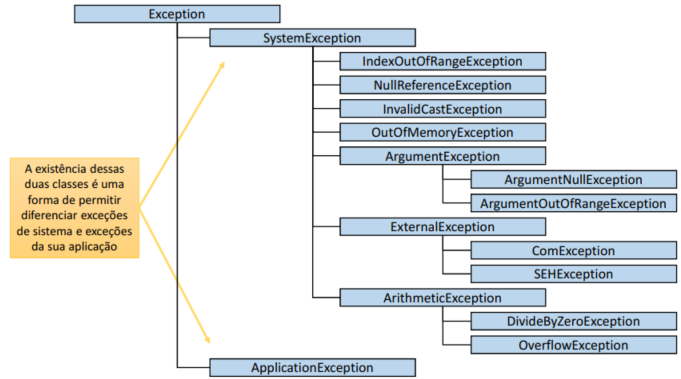 Exception
SystemException
IndexOutOfRangeException
NullReferenceException
InvalidCastException
OutOfMemoryException
ArgumentException
ArgumentNullException
ArgumentOutOfRangeException
ExternalException
ComException
SEHException
ArithmeticException
DivideByZeroException
OverflowException
ApplicationException
A existência dessas
duas classes é uma
forma de permitir
diferenciar exceções
de sistema e exceções
da sua aplicação